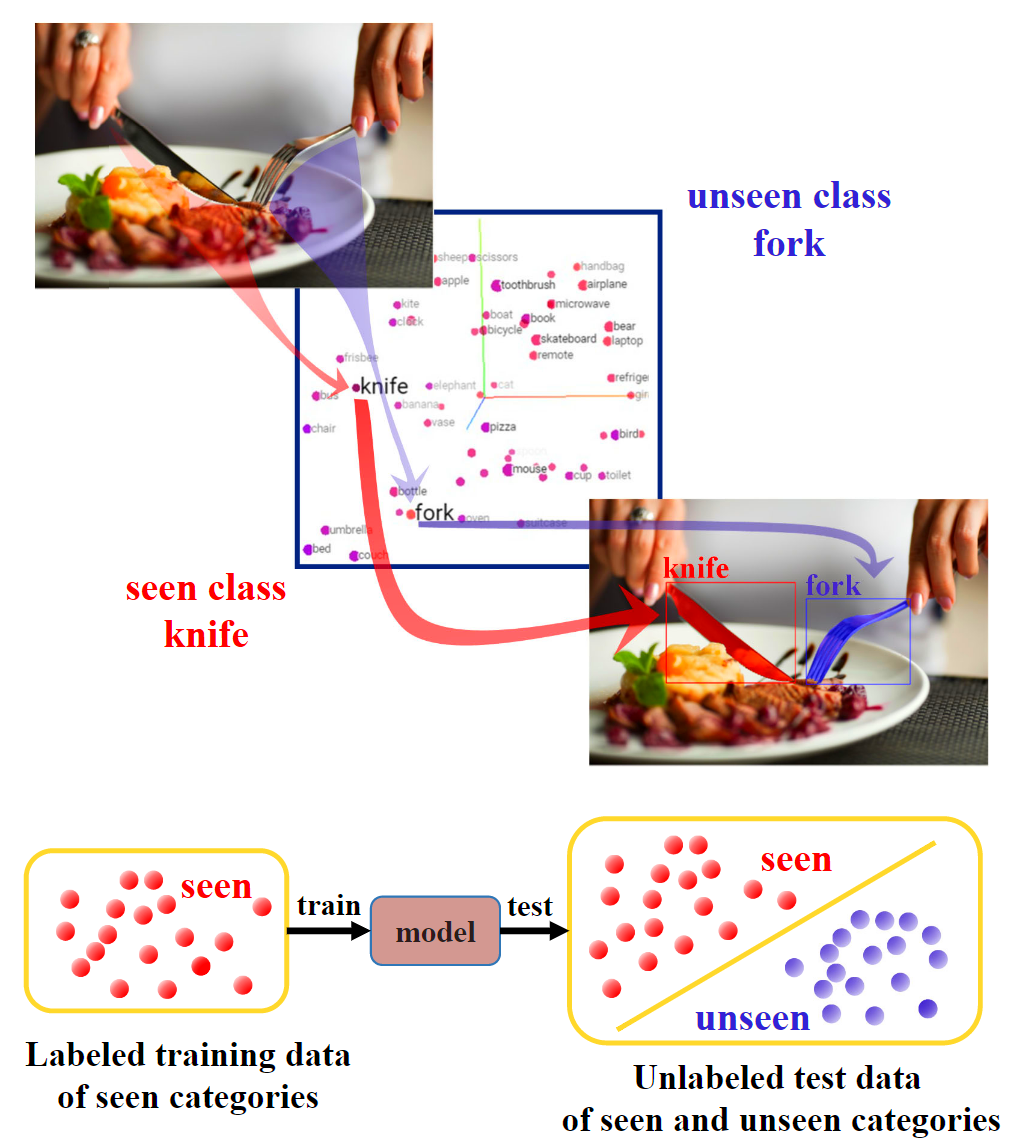 unseen class
fork
sheep
scissors
handbag
apple
toothbrush
airplane
kite
microwave
clock
boat
book
bicycle
bear
skateboard
laptop
remote
frisbee
knife
elephant
cat
refriger
bus
banana
vase
chair
pizza
bird
mouse
cup
toilet
bottle
fork
oven
suitcase
umbrella
bed
couch
knife
fork
seen class
knife
seen
train
model
test
seen
unseen
Labeled training data
of seen categories
Unlabeled test data
of seen and unseen categories